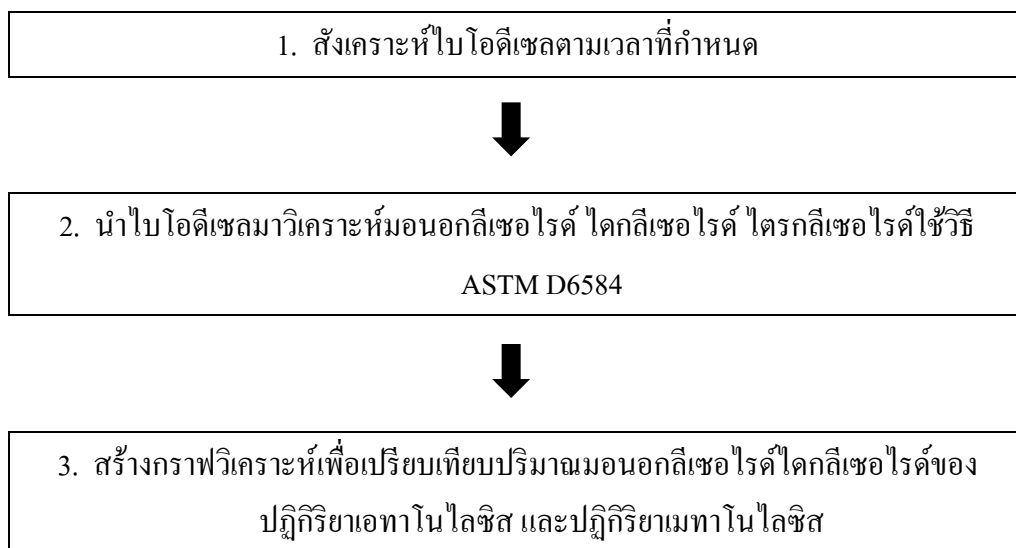 1. สังเคราะห์ไบโอดีเซลตามเวลาที่กำหนด
2. นำไบโอดีเซลมาวิเคราะห์มอนอกลีเซอไรด์ ไดกลีเซอไรด์ ไตรกลีเซอไรด์ใช้วิธี
ASTM D6584
3. สร้างกราฟวิเคราะห์เพื่อเปรียบเทียบปริมาณมอนอกลีเซอไรด์ไดกลีเซอไรด์ของ
ปฏิกิริยาเอทาโนไลซิส และปฏิกิริยาเมทาโนไลซิส